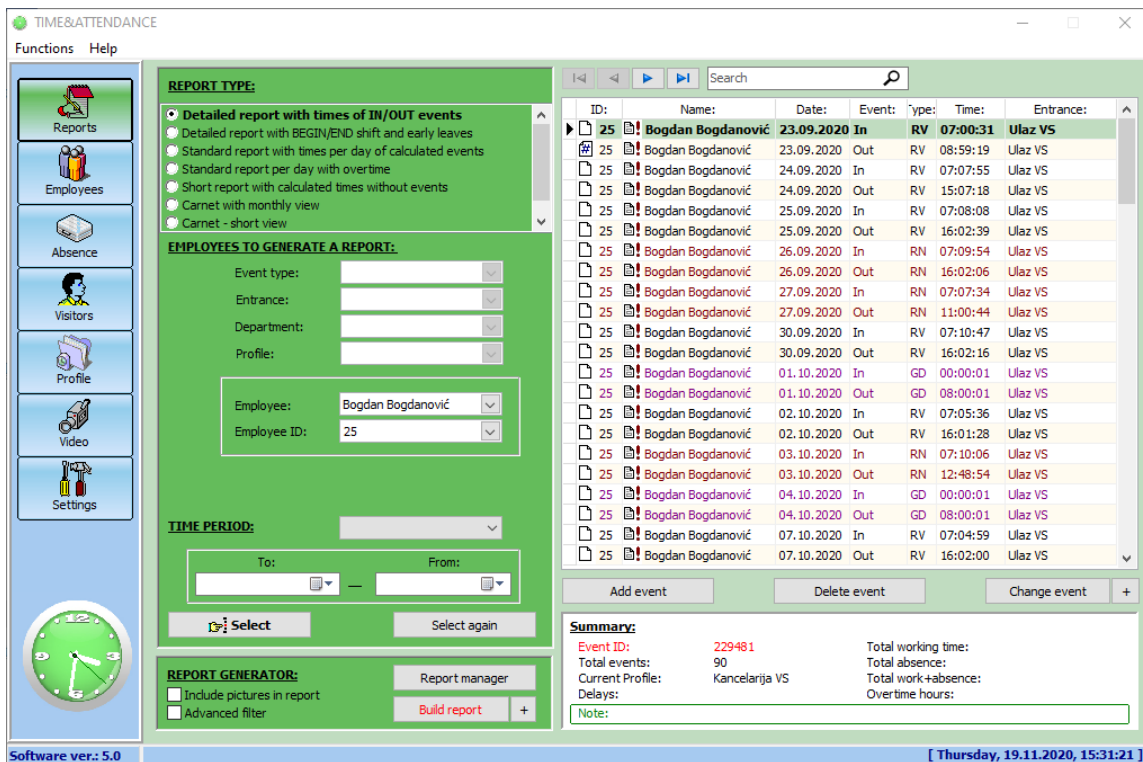 TIME&ATTENDANCE
Functions Help
Reports
Employees
Absence
Visitors
Profile
Video
Settings
REPORT TYPE:
Detailed report with times of IN/OUT events
Detailed report with BEGIN/END shift and early leaves
Standard report with times per day of calculated events
Standard report per day with overtime
Short report with calculated times without events
Carnet with monthly view
Carnet - short view
EMPLOYEES TO GENERATE A REPORT:
Event type:
Entrance:
Department:
Profile:
Employee: Bogdan Bogdanović
Employee ID: 25
TIME PERIOD:
To: From:
—
Select Select again
REPORT GENERATOR:
Report manager
Include pictures in report
Advanced filter
Build report +
Search
ID: Name: Date: Event: Type: Time: Entrance:
25 Bogdan Bogdanović 23.09.2020 In RV 07:00:31 Ulaz VS
# 25 Bogdan Bogdanović 23.09.2020 Out RV 08:59:19 Ulaz VS
25 Bogdan Bogdanović 24.09.2020 In RV 07:07:55 Ulaz VS
25 Bogdan Bogdanović 24.09.2020 Out RV 15:07:18 Ulaz VS
25 Bogdan Bogdanović 25.09.2020 In RV 07:08:08 Ulaz VS
25 Bogdan Bogdanović 25.09.2020 Out RV 16:02:39 Ulaz VS
25 Bogdan Bogdanović 26.09.2020 In RN 07:09:54 Ulaz VS
25 Bogdan Bogdanović 26.09.2020 Out RN 16:02:06 Ulaz VS
25 Bogdan Bogdanović 27.09.2020 In RN 07:07:34 Ulaz VS
25 Bogdan Bogdanović 27.09.2020 Out RN 11:00:44 Ulaz VS
25 Bogdan Bogdanović 30.09.2020 In RV 07:10:47 Ulaz VS
25 Bogdan Bogdanović 30.09.2020 Out RV 16:02:16 Ulaz VS
25 Bogdan Bogdanović 01.10.2020 In GD 00:00:01 Ulaz VS
25 Bogdan Bogdanović 01.10.2020 Out GD 08:00:01 Ulaz VS
25 Bogdan Bogdanović 02.10.2020 In RV 07:05:36 Ulaz VS
25 Bogdan Bogdanović 02.10.2020 Out RV 16:01:28 Ulaz VS
25 Bogdan Bogdanović 03.10.2020 In RN 07:10:06 Ulaz VS
25 Bogdan Bogdanović 03.10.2020 Out RN 12:48:54 Ulaz VS
25 Bogdan Bogdanović 04.10.2020 In GD 00:00:01 Ulaz VS
25 Bogdan Bogdanović 04.10.2020 Out GD 08:00:01 Ulaz VS
25 Bogdan Bogdanović 07.10.2020 In RV 07:04:59 Ulaz VS
25 Bogdan Bogdanović 07.10.2020 Out RV 16:02:00 Ulaz VS
Add event Delete event Change event +
Summary:
Event ID: 229481 Total working time:
Total events: 90 Total absence:
Current Profile: Kancelarija VS Total work+absence:
Delays: Overtime hours:
Note:
Software ver.: 5.0 [ Thursday, 19.11.2020, 15:31:21 ]